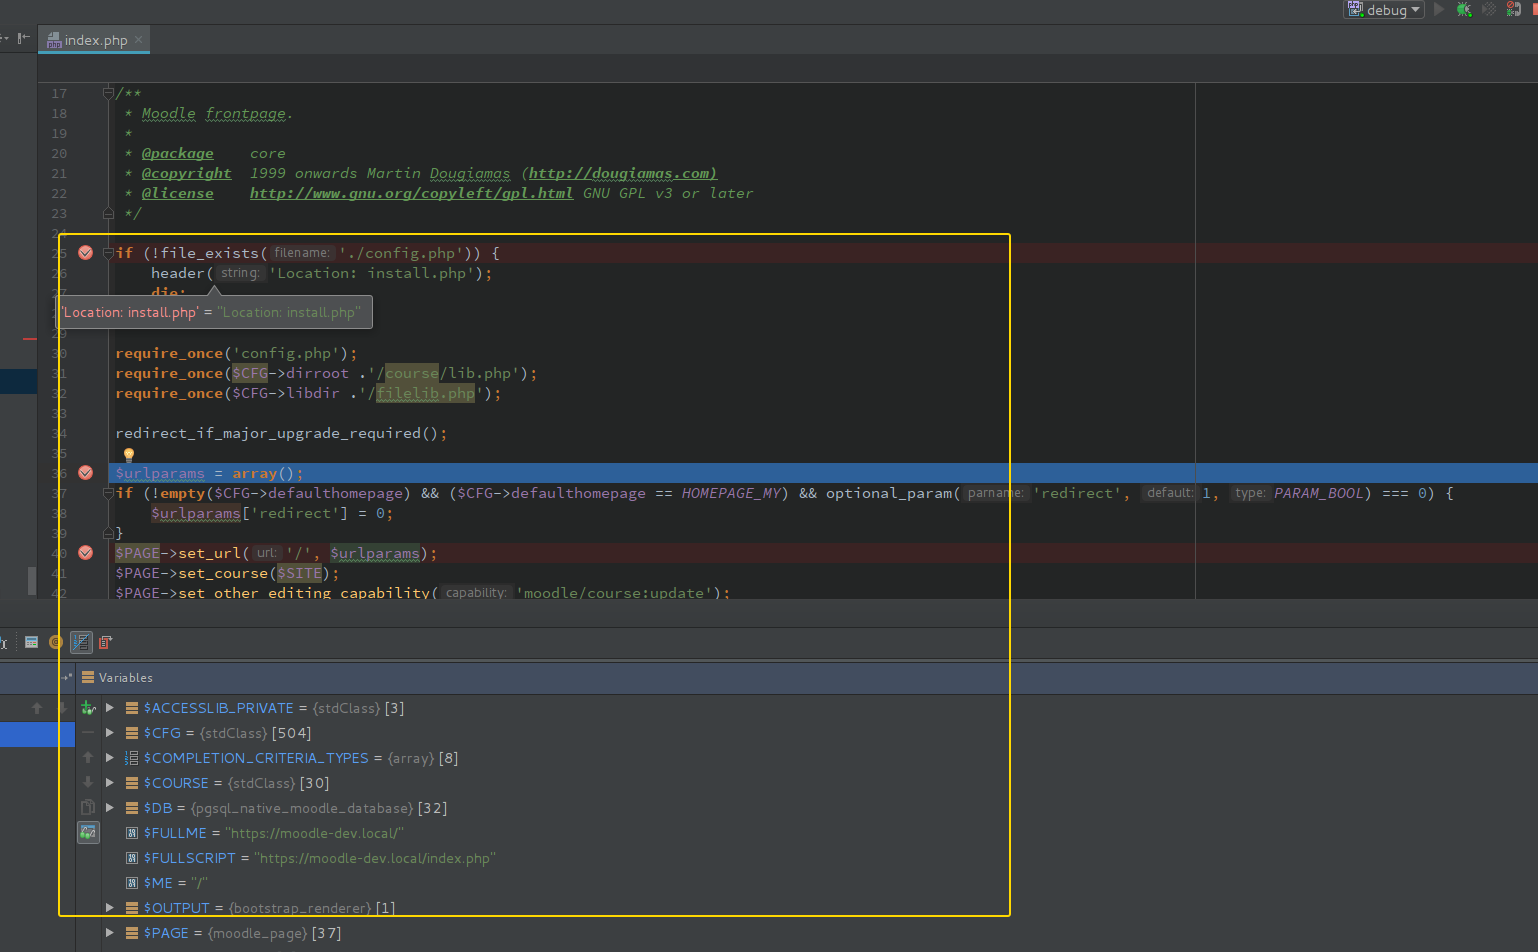 debug
index.php
17 /**
18 * Moodle frontpage.
19 *
20 * @package core
21 * @copyright 1999 onwards Martin Dougiamas (http://dougiamas.com)
22 * @license http://www.gnu.org/copyleft/gpl.html GNU GPL v3 or later
23 */
24
25 if (!file_exists( filename: './config.php')) {
26 header( string: 'Location: install.php');
27 die;
'Location: install.php' = "Location: install.php"
29
30 require_once('config.php');
31 require_once($CFG->dirroot .'/course/lib.php');
32 require_once($CFG->libdir .'/filelib.php');
33
34 redirect_if_major_upgrade_required();
35
36 $urlparams = array();
37 if (!empty($CFG->defaulthomepage) && ($CFG->defaulthomepage == HOMEPAGE_MY) && optional_param( parname: 'redirect', default: 1, type: PARAM_BOOL) === 0) {
38 $urlparams['redirect'] = 0;
39 }
40 $PAGE->set_url( url: '/', $urlparams);
41 $PAGE->set_course($SITE);
42 $PAGE->set_other_editing_capability( capability: 'moodle/course:update');
Variables
$ACCESSLIB_PRIVATE = {stdClass} [3]
$CFG = {stdClass} [504]
$COMPLETION_CRITERIA_TYPES = {array} [8]
$COURSE = {stdClass} [30]
$DB = {pgsql_native_moodle_database} [32]
$FULLME = "https://moodle-dev.local/"
$FULLSCRIPT = "https://moodle-dev.local/index.php"
$ME = "/"
$OUTPUT = {bootstrap_renderer} [1]
$PAGE = {moodle_page} [37]